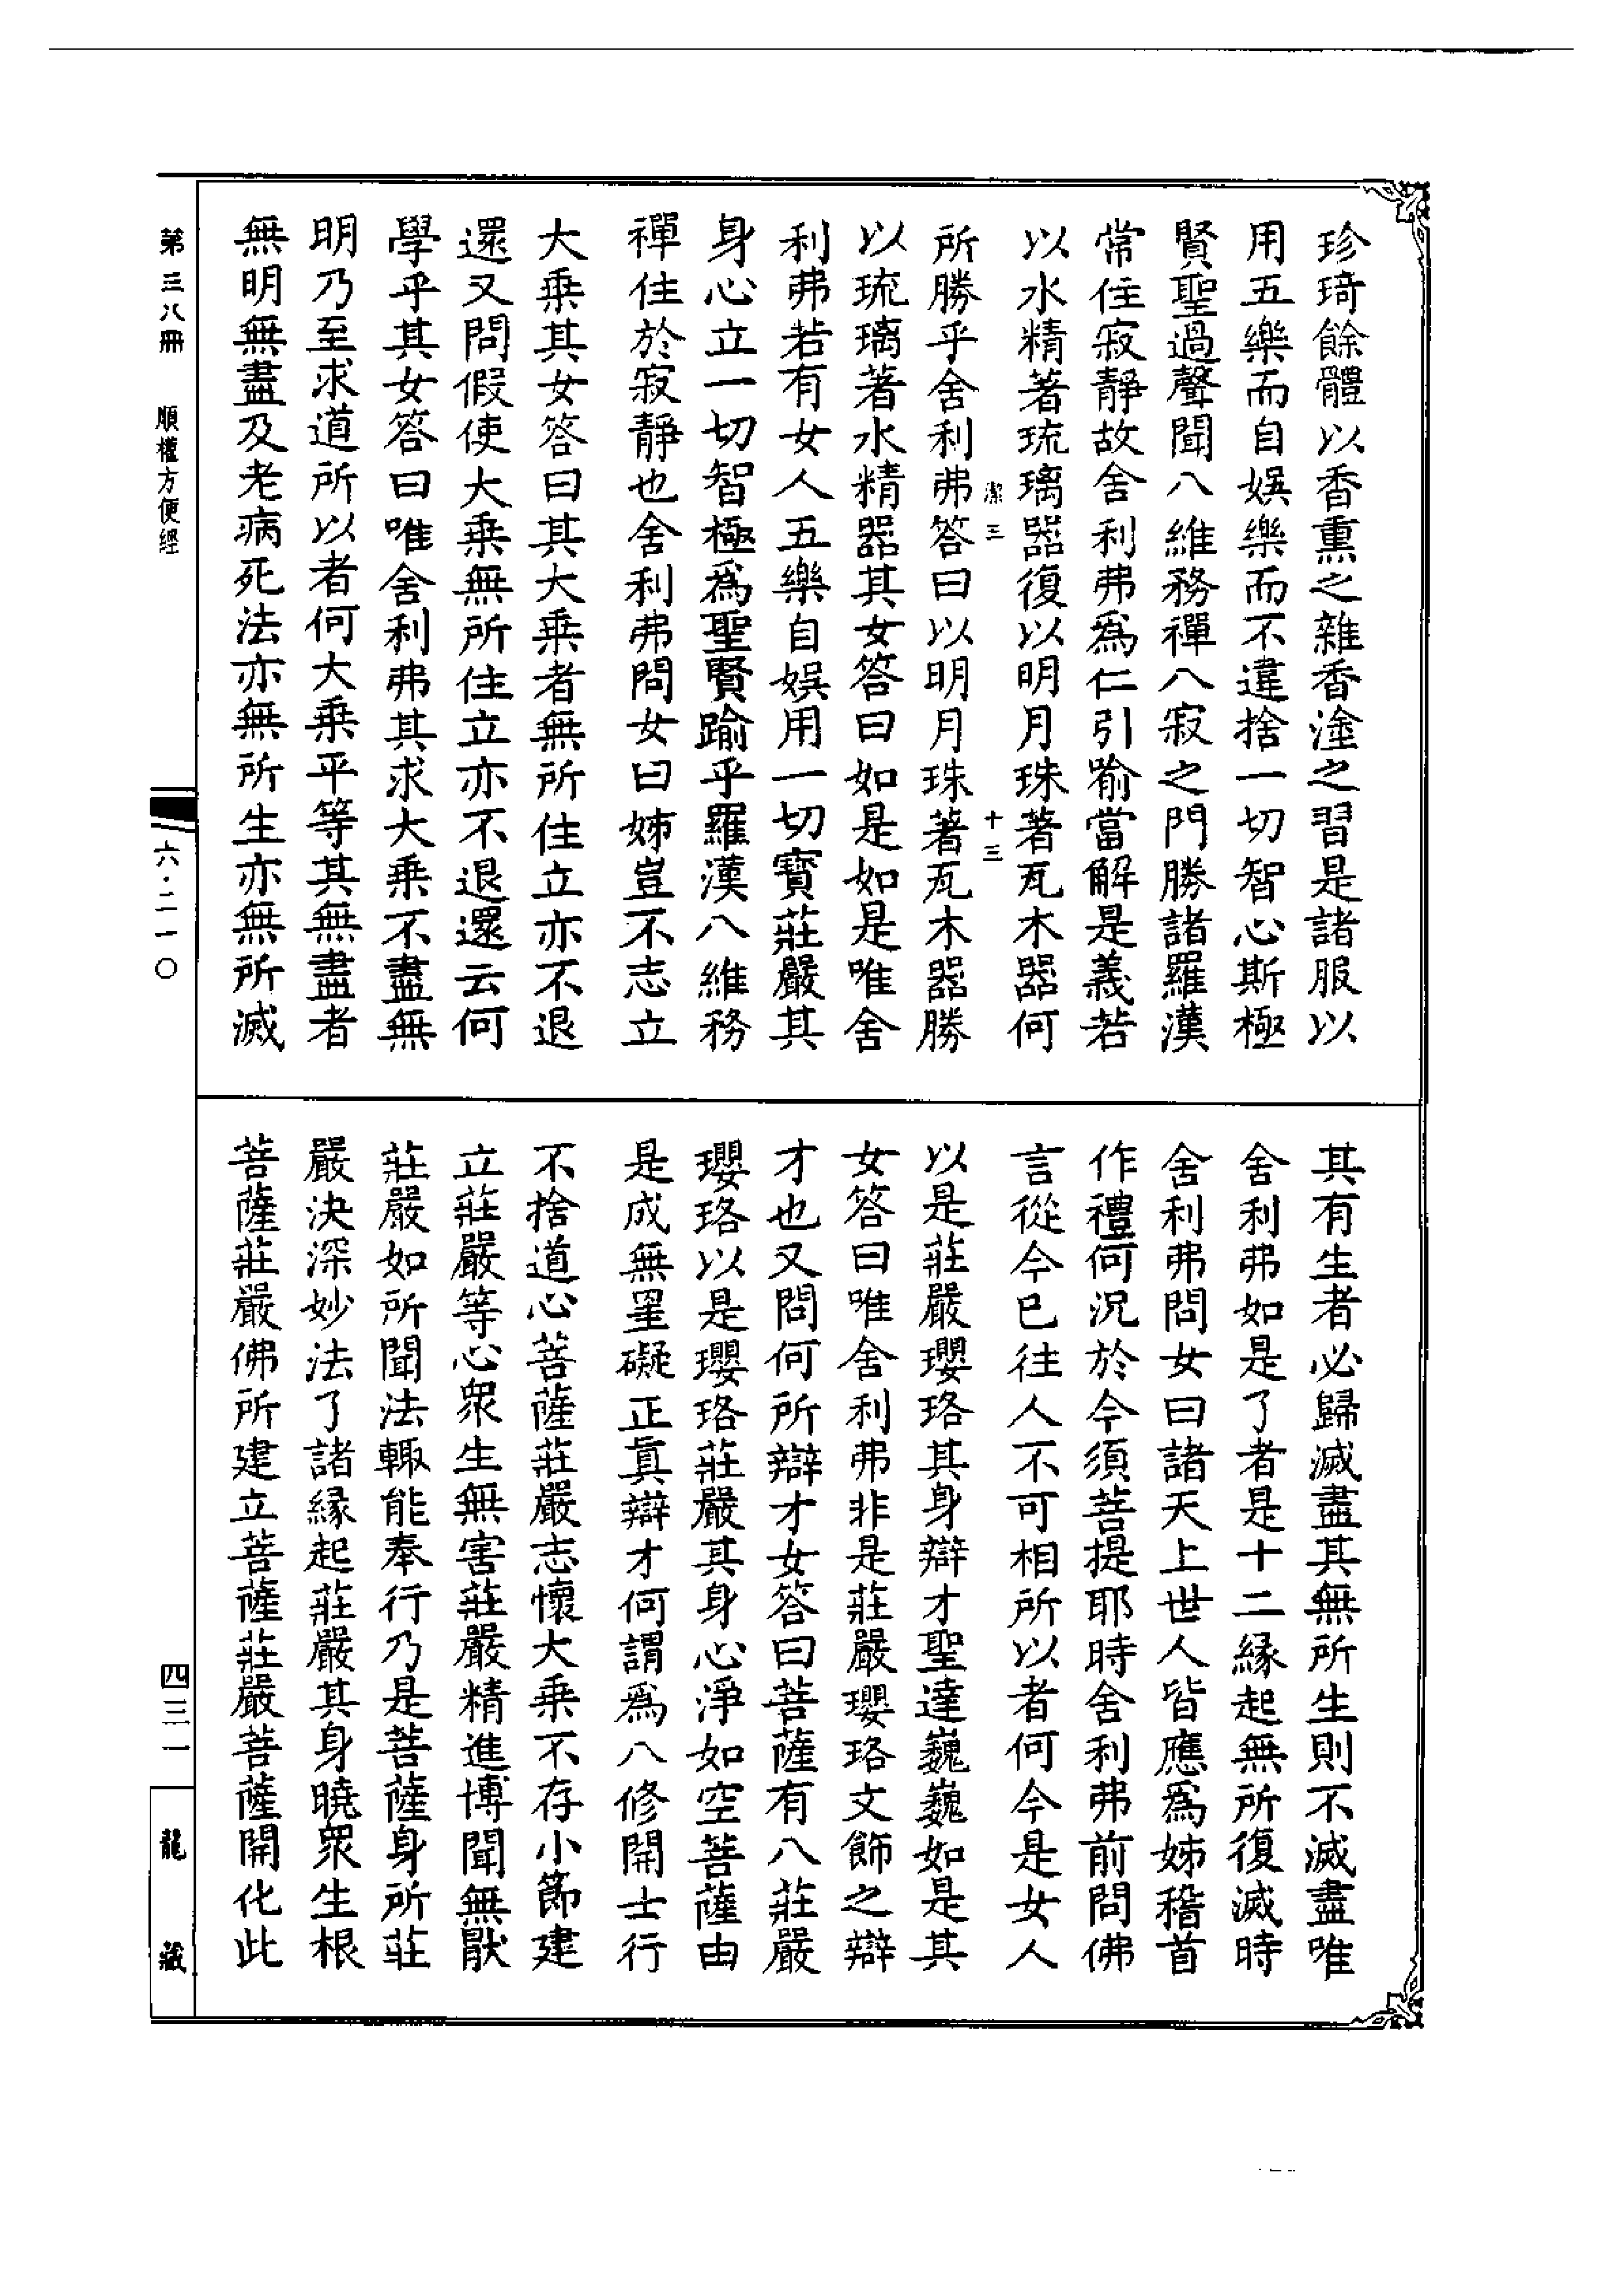 珍琦餘體以香熏之雜香塗之習是諸服以
用五樂而自娛樂而不違捨一切智心斯極
賢聖過聲聞八維務禪八寂之門勝諸羅漢
常住寂靜故舍利弗爲仁引喻當解是義若
以水精著琉璃器復以明月珠著瓦木器何
潔三
十三
所勝乎舍利弗答曰以明月珠著瓦木器勝
以琉璃著水精器其女答曰如是如是唯舍
利弗若有女人五樂自娛用一切寶莊嚴其
身心立一切智極爲聖賢踰乎羅漢八維務
禪住於寂靜也舍利弗問女曰姊豈不志立
大乗其女答曰其大乗者無所住立亦不退
還又問假使大乗無所住立亦不退還云何
學乎其女答曰唯舍利弗其求大乗不盡無
明乃至求道所以者何大乗平等其無盡者
無明無盡及老病死法亦無所生亦無所滅
其有生者必歸滅盡其無所生則不滅盡唯
舍利弗如是了者是十二縁起無所復滅時
舍利弗問女曰諸天上世人皆應爲姊稽首
作禮何況於今須菩提耶時舍利弗前問佛
言從今已往人不可相所以者何今是女人
以是莊嚴瓔珞其身辯才聖達巍巍如是其
女答曰唯舍利弗非是莊嚴瓔珞文飾之辯
才也又問何所辯才女答曰菩薩有八莊嚴
瓔珞以是瓔珞莊嚴其身心淨如空菩薩由
是成無罣礙正眞辯才何謂爲八修開士行
不捨道心菩薩莊嚴志懷大乗不存小節建
立莊嚴等心衆生無害莊嚴精進博聞無猒
莊嚴如所聞法輙能奉行乃是菩薩身所莊
嚴決深妙法了諸縁起莊嚴其身曉衆生根
菩薩莊嚴佛所建立菩薩莊嚴菩薩開化此
第三八冊
順權方便經
六·二一〇
四三一
龍藏